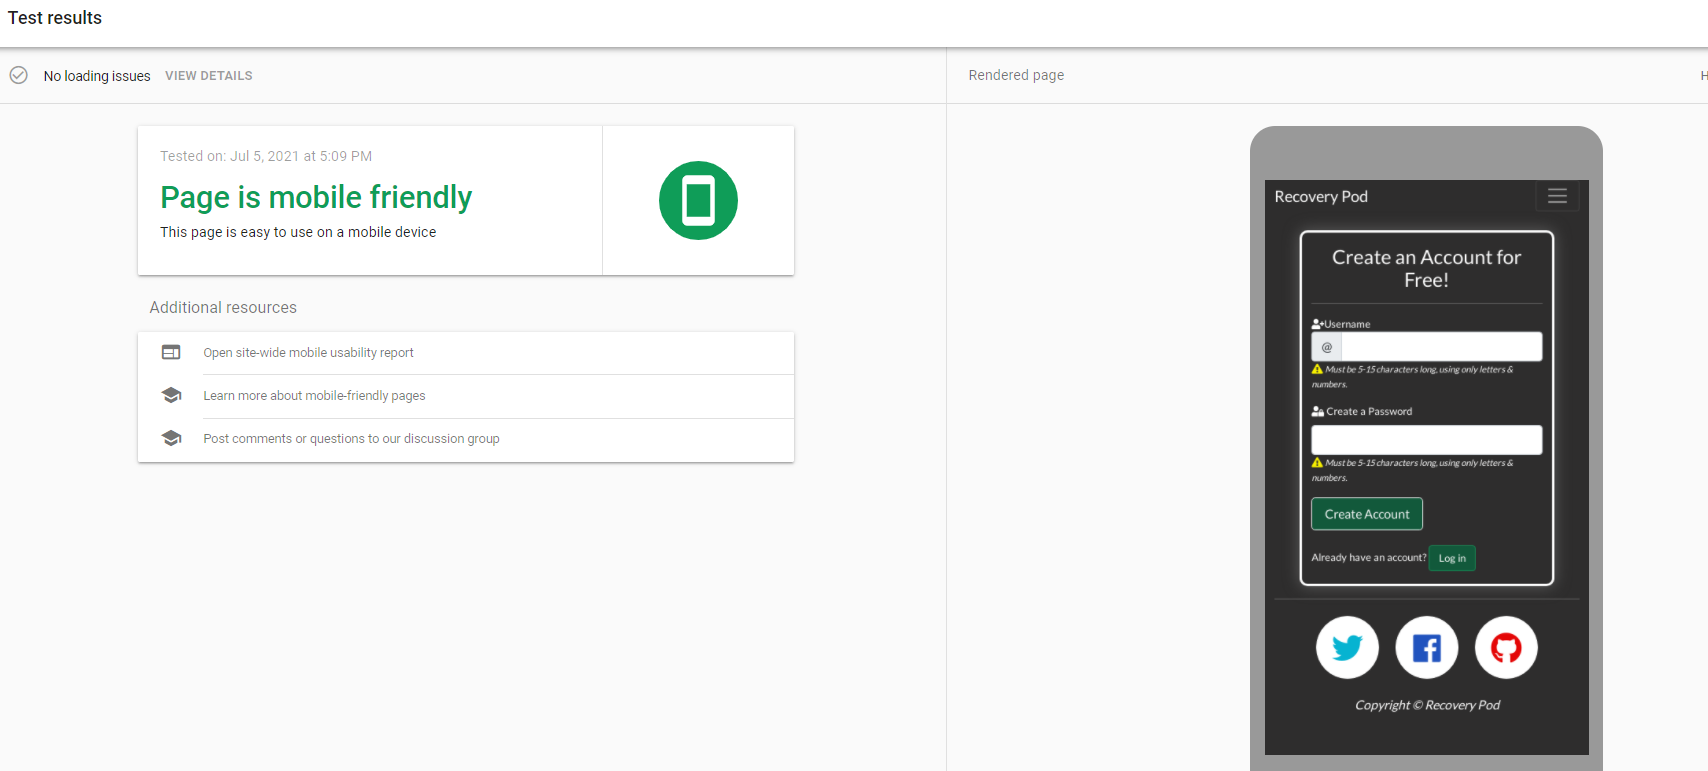 Test results
No loading issues VIEW DETAILS
Tested on: Jul 5, 2021 at 5:09 PM
Page is mobile friendly
This page is easy to use on a mobile device
Additional resources
Open site-wide mobile usability report
Learn more about mobile-friendly pages
Post comments or questions to our discussion group
Rendered page
H
Recovery Pod
Create an Account for
Free!
Username
@
Must be 5-15 characters long, using only letters &
numbers.
Create a Password
Must be 5-15 characters long, using only letters &
numbers.
Create Account
Already have an account? Log in
Copyright © Recovery Pod